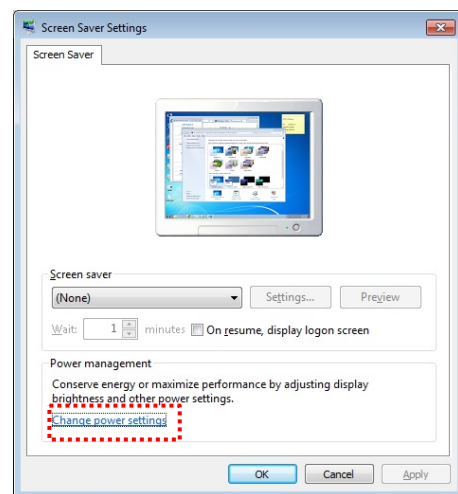 Screen Saver Settings
Screen Saver
Screen saver
(None)
Settings...
Preview
Wait:
1
minutes
On resume, display logon screen
Power management
Conserve energy or maximize performance by adjusting display
brightness and other power settings.
Change power settings
OK
Cancel
Apply